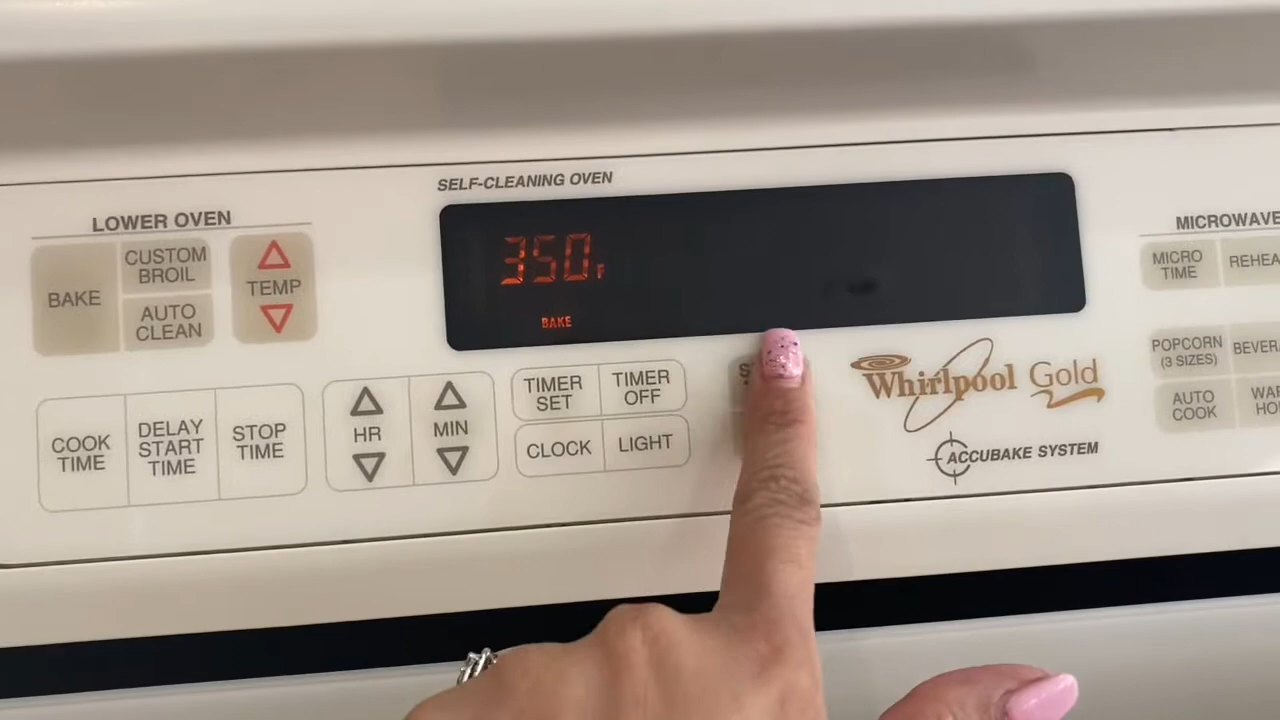 SELF-CLEANING OVEN
LOWER OVEN
BAKE
CUSTOM
BROIL
AUTO
CLEAN
TEMP
350F
BAKE
COOK
TIME
DELAY
START
TIME
STOP
TIME
HR
MIN
TIMER
SET
TIMER
OFF
CLOCK
LIGHT
Whirlpool Gold
ACCUBAKE SYSTEM
MICROWAVE
MICRO
TIME
POPCORN
(3 SIZES)
AUTO
COOK